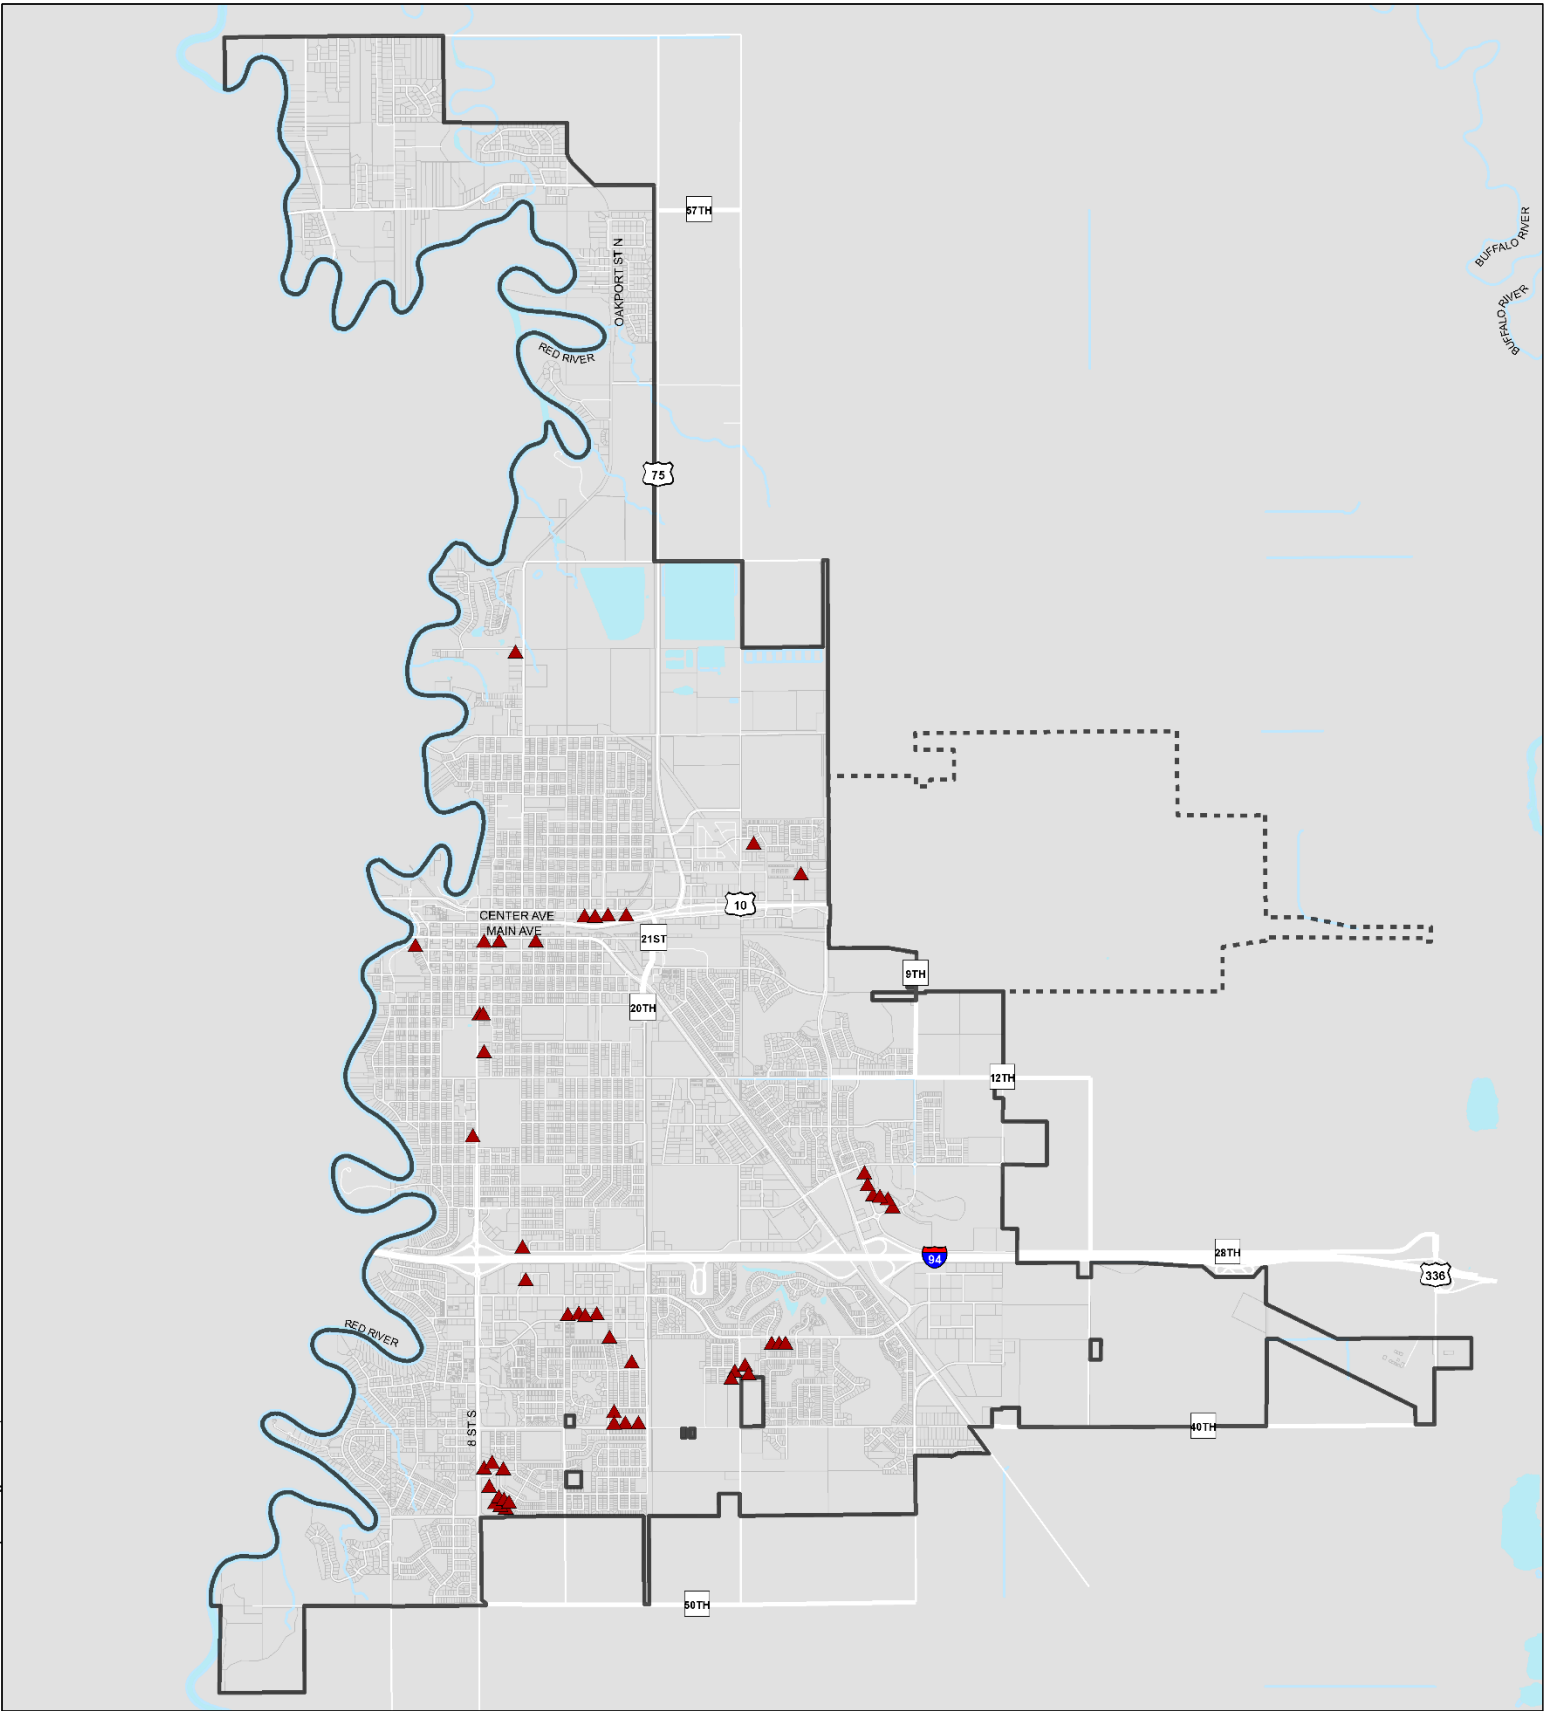 57TH
BUFFALO RIVER
OAKPORT ST N
BUFFALO RIVER
RED RIVER
75
10
CENTER AVE
MAIN AVE
21ST
9TH
20TH
12TH
94
28TH
336
RED RIVER
8 ST S
40TH
50TH